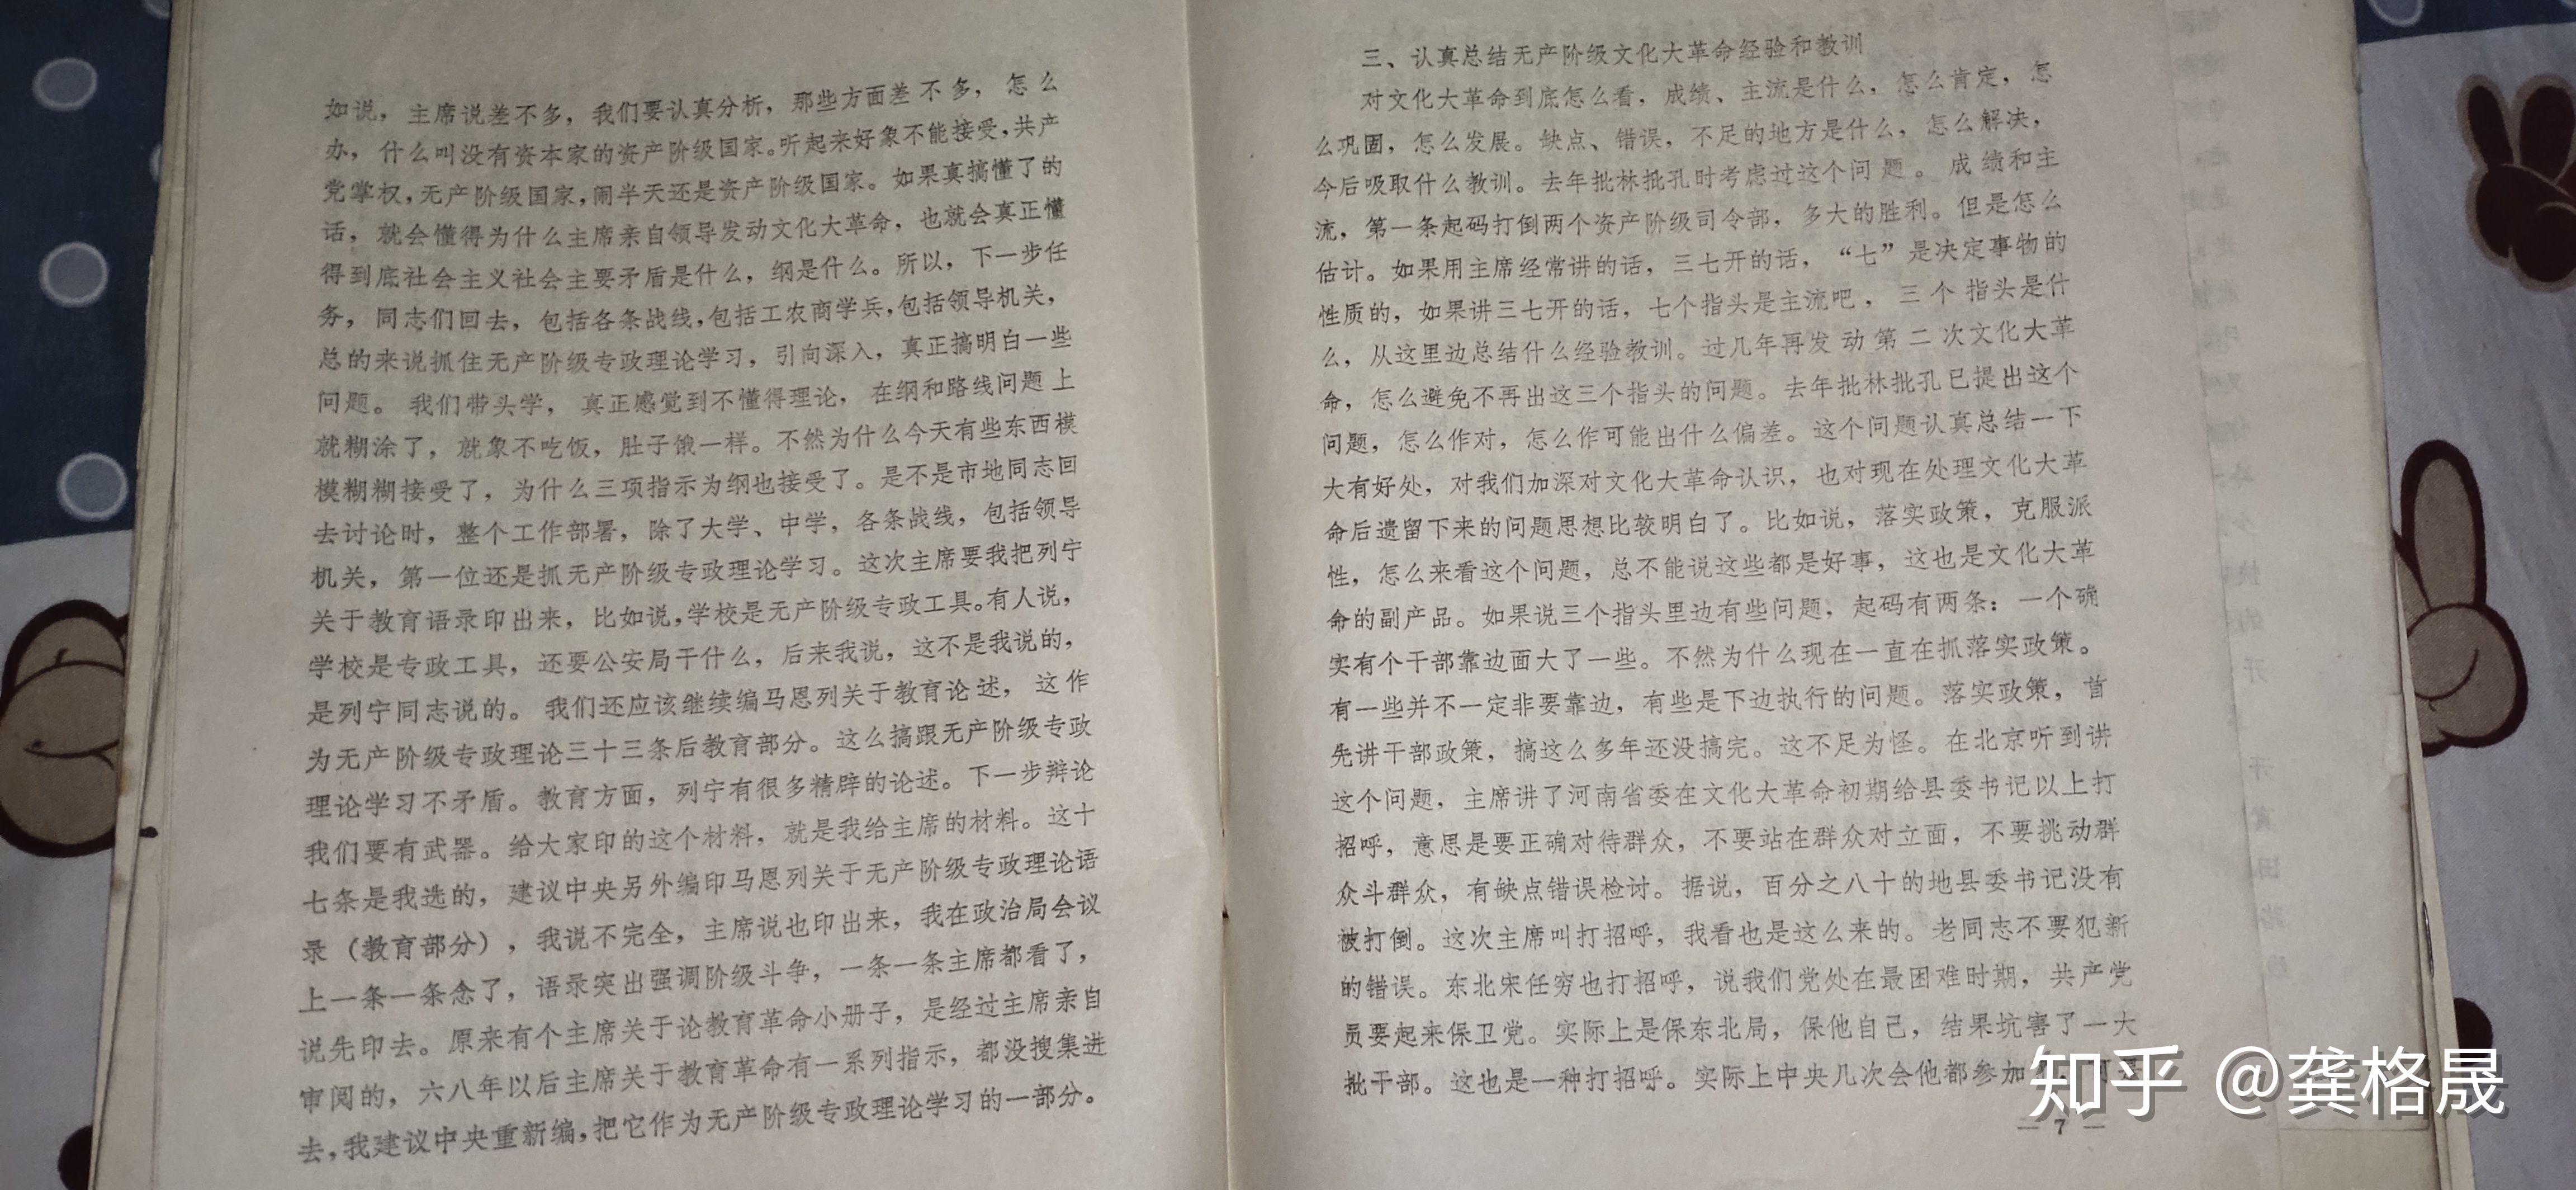 如说，主席说差不多，我们要认真分析，那些方面差不多，怎么
办，什么叫没有资本家的资产阶级国家。听起来好象不能接受，共产
党掌权，无产阶级国家，闹半天还是资产阶级国家。如果真搞懂了的
话，就会懂得为什么主席亲自领导发动文化大革命，也就会真正懂
得到底社会主义社会主要矛盾是什么，纲是什么。所以，下一步任
务，同志们回去，包括各条战线，包括工农商学兵，包括领导机关，
总的来说抓住无产阶级专政理论学习，引向深入，真正搞明白一些
问题。我们带头学，真正感觉到不懂得理论，在纲和路线问题上
就糊涂了，就象不吃饭，肚子饿一样。不然为什么今天有些东西模
模糊糊接受了，为什么三项指示为纲也接受了。是不是市地同志回
去讨论时，整个工作部署，除了大学、中学，各条战线，包括领导
机关，第一位还是抓无产阶级专政理论学习。这次主席要我把列宁
关于教育语录印出来，比如说，学校是无产阶级专政工具。有人说，
学校是专政工具，还要公安局干什么，后来我说，这不是我说的，
是列宁同志说的。我们还应该继续编马恩列关于教育论述，这作
为无产阶级专政理论三十三条后教育部分。这么搞跟无产阶级专政
理论学习不矛盾。教育方面，列宁有很多精辟的论述。下一步辩论
我们要有武器。给大家印的这个材料，就是我给主席的材料。这十
七条是我选的，建议中央另外编印马恩列关于无产阶级专政理论语
录（教育部分），我说不完全，主席说也印出来，我在政治局会议
上一条一条念了，语录突出强调阶级斗争，一条一条主席都看了，
说先印去。原来有个主席关于论教育革命小册子，是经过主席亲自
审阅的，六八年以后主席关于教育革命有一系列指示，都没搜集进
去，我建议中央重新编，把它作为无产阶级专政理论学习的一部分。
三、认真总结无产阶级文化大革命经验和教训
对文化大革命到底怎么看，成绩、主流是什么，怎么肯定，怎
么巩固，怎么发展。缺点、错误，不足的地方是什么，怎么解决，
今后吸取什么教训。去年批林批孔时考虑过这个问题。成绩和主
流，第一条起码打倒两个资产阶级司令部，多大的胜利。但是怎么
估计。如果用主席经常讲的话，三七开的话，“七”是决定事物的
性质的，如果讲三七开的话，七个指头是主流吧，三个指头是什
么，从这里边总结什么经验教训。过几年再发动第二次文化大革
命，怎么避免不再出这三个指头的问题。去年批林批孔已提出这个
问题，怎么作对，怎么作可能出什么偏差。这个问题认真总结一下
大有好处，对我们加深对文化大革命认识，也对现在处理文化大革
命后遗留下来的问题思想比较明白了。比如说，落实政策，克服派
性，怎么来看这个问题，总不能说这些都是好事，这也是文化大革
命的副产品。如果说三个指头里边有些问题，起码有两条：一个确
实有个干部靠边面大了一些。不然为什么现在一直在抓落实政策。
有一些并不一定非要靠边，有些是下边执行的问题。落实政策，首
先讲干部政策，搞这么多年还没搞完。这不足为怪。在北京听到讲
这个问题，主席讲了河南省委在文化大革命初期给县委书记以上打
招呼，意思是要正确对待群众，不要站在群众对立面，不要挑动群
众斗群众，有缺点错误检讨。据说，百分之八十的地县委书记没有
被打倒。这次主席叫打招呼，我看也是这么来的。老同志不要犯新
的错误。东北宋任穷也打招呼，说我们党处在最困难时期，共产党
员要起来保卫党。实际上是保东北局，保他自己，结果坑害了一大
批干部。这也是一种打招呼。实际上中央几次会他都参加
— 7 —
知乎 @龚格晟